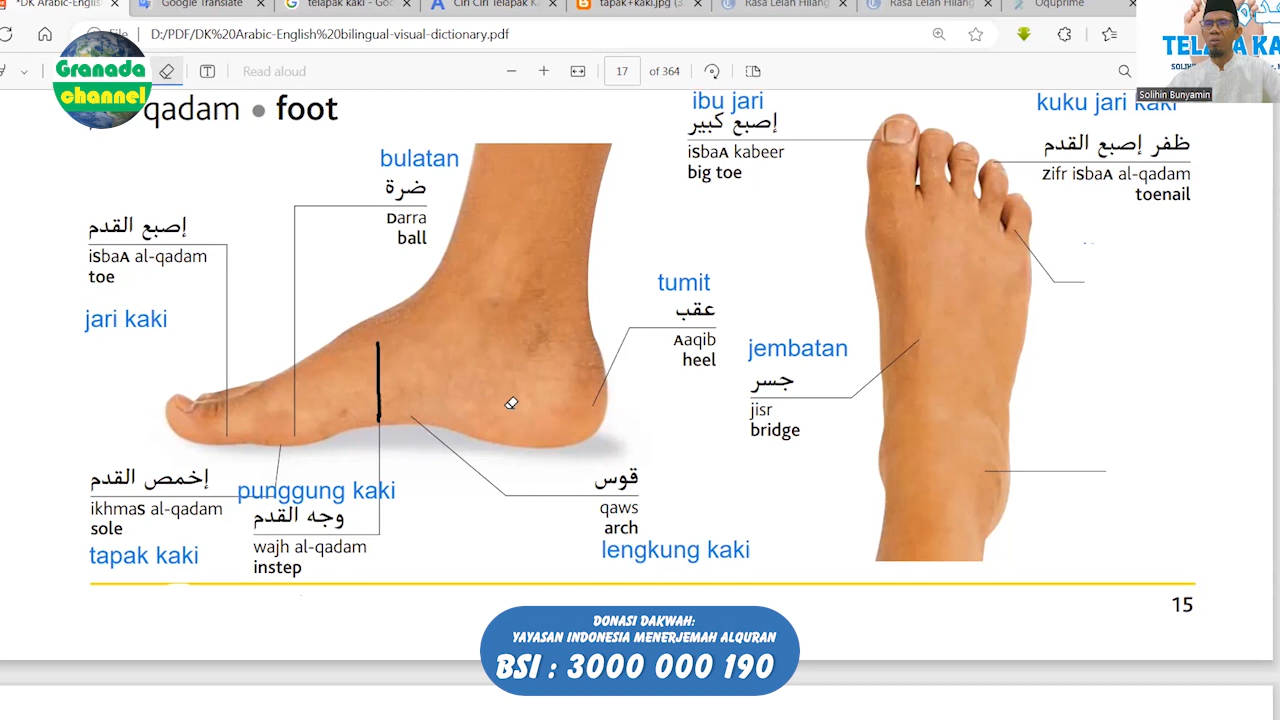 *DK Arabic-Englis
Google Translate
telapak kaki - Goo
Ciri Ciri Telapak K
tapak+kaki.jpg (3
Rasa Lelah Hilang
Rasa Lelah Hilang
Oquprime
File
D:/PDF/DK%20Arabic-English%20bilingual-visual-dictionary.pdf
Read aloud
17 of 364
Granada
channel
TELA A KA
Solihin Bunyamin
qadam • foot
bulatan
ضرة
Darra
ball
إصبع القدم
iSbaA al-qadam
toe
jari kaki
tumit
عقب
Aaqib
heel
إخمص القدم
ikhmaS al-qadam
sole
tapak kaki
punggung kaki
وجه القدم
wajh al-qadam
instep
قوس
qaws
arch
lengkung kaki
ibu jari
إصبع كبير
iSbaA kabeer
big toe
kuku jari kaki
ظفر إصبع القدم
Zifr iSbaA al-qadam
toenail
jembatan
جسر
jisr
bridge
15
DONASI DAKWAH:
YAYASAN INDONESIA MENERJEMAH ALQURAN
BSI : 3000 000 190